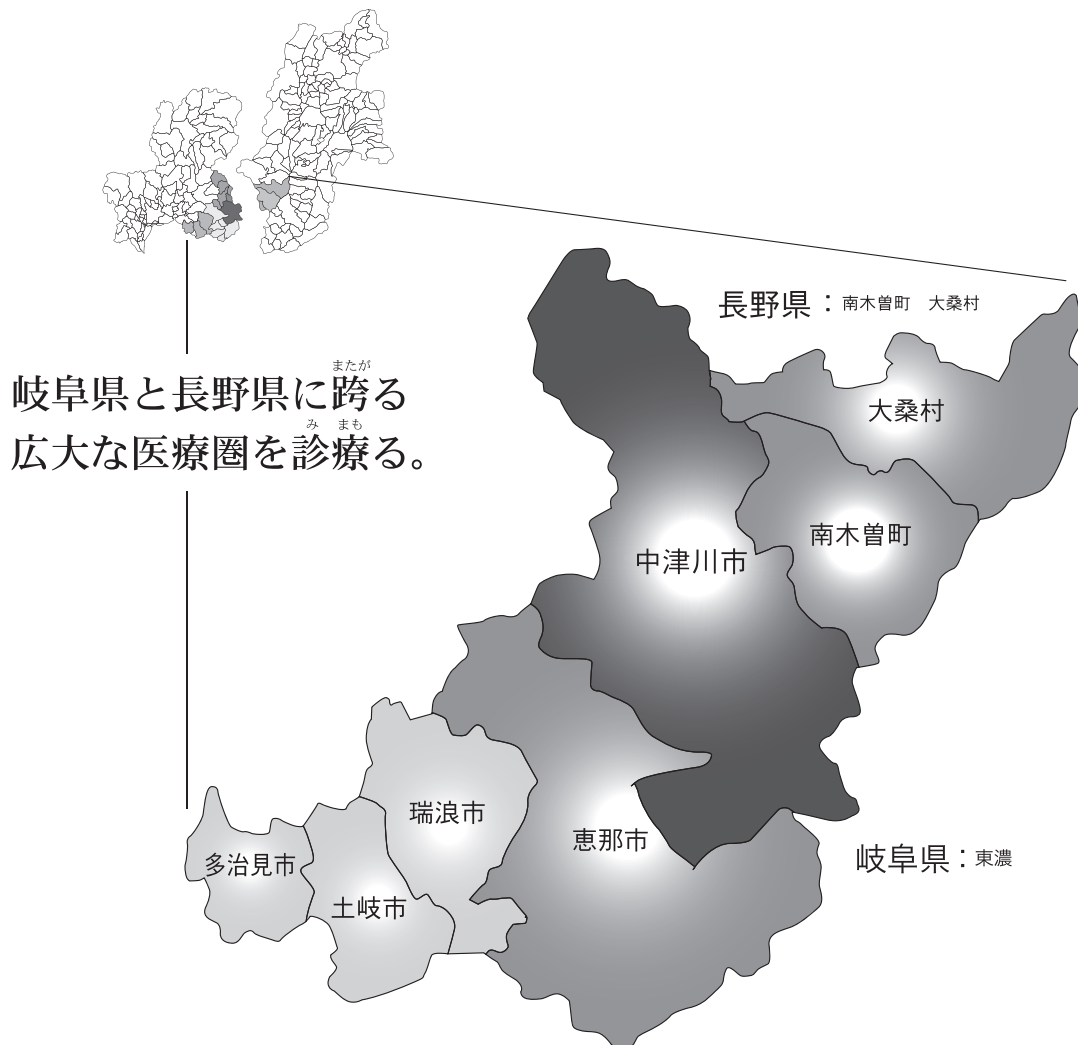 長野県：南木曽町　大桑村
またが
岐阜県と長野県に跨る
み まも
広大な医療圏を診療る。
大桑村
南木曽町
中津川市
瑞浪市
恵那市
岐阜県：東濃
多治見市
土岐市